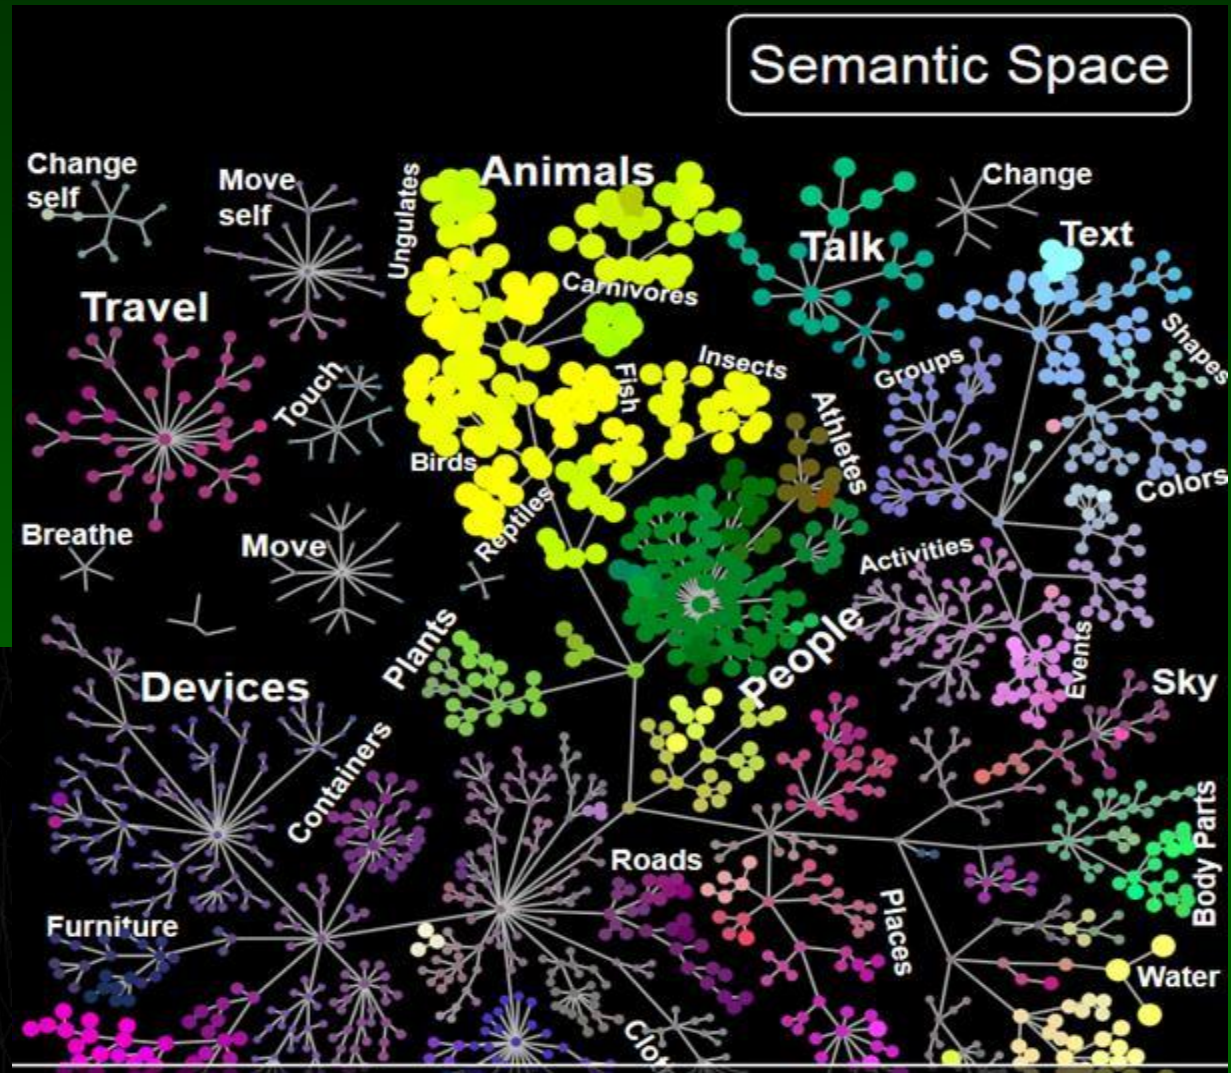 Semantic Space
Change
self
Move
self
Ungulates
Animals
Carnivores
Talk
Change
Text
Shapes
Travel
Touch
Fish
Insects
Groups
Athletes
Birds
Reptiles
Colors
Breathe
Move
Activities
Plants
People
Events
Sky
Devices
Containers
Roads
Body Parts
Furniture
Places
Water